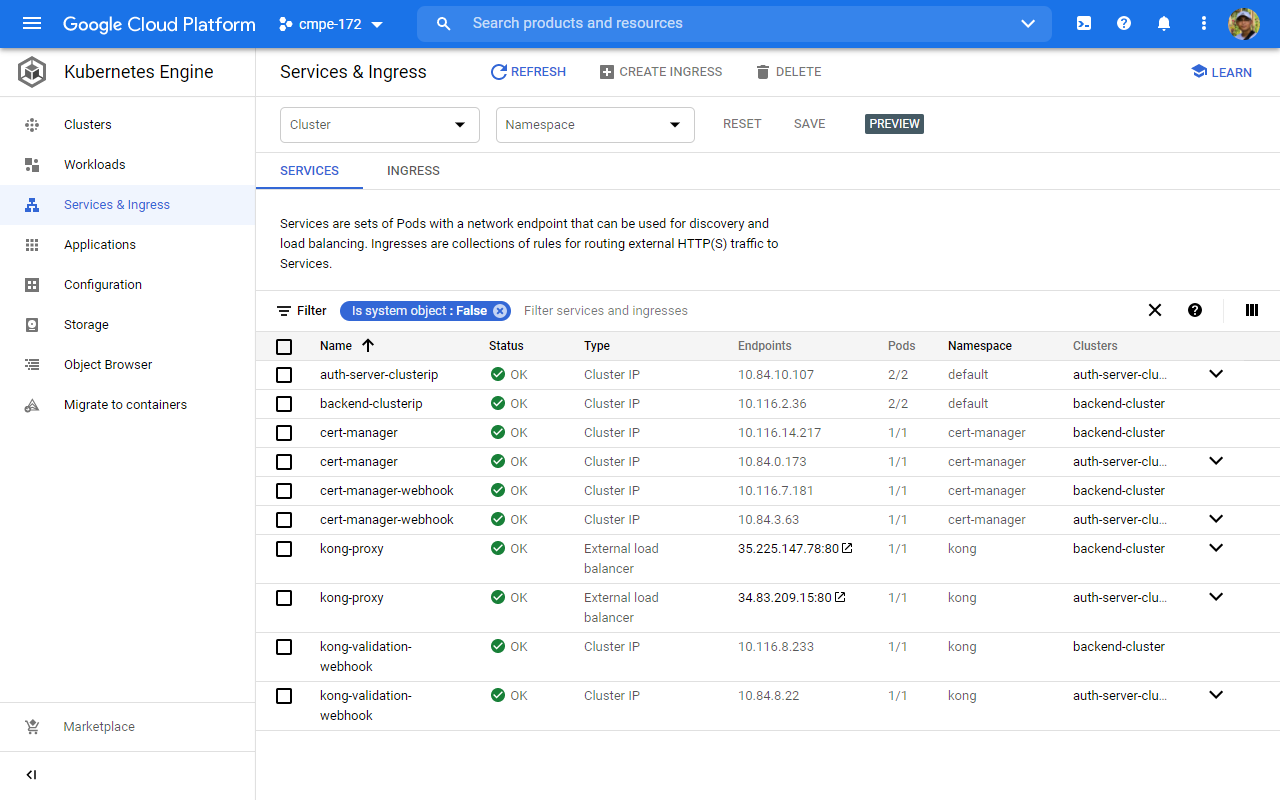 Google Cloud Platform cmpe-172 Search products and resources
Kubernetes Engine
Services & Ingress REFRESH CREATE INGRESS DELETE LEARN
Clusters
Workloads
Services & Ingress
Applications
Configuration
Storage
Object Browser
Migrate to containers
Marketplace
Cluster Namespace RESET SAVE PREVIEW
SERVICES INGRESS
Services are sets of Pods with a network endpoint that can be used for discovery and
load balancing. Ingresses are collections of rules for routing external HTTP(S) traffic to
Services.
Filter Is system object : False Filter services and ingresses
Name Status Type Endpoints Pods Namespace Clusters
auth-server-clusterip OK Cluster IP 10.84.10.107 2/2 default auth-server-clu...
backend-clusterip OK Cluster IP 10.116.2.36 2/2 default backend-cluster
cert-manager OK Cluster IP 10.116.14.217 1/1 cert-manager backend-cluster
cert-manager OK Cluster IP 10.84.0.173 1/1 cert-manager auth-server-clu...
cert-manager-webhook OK Cluster IP 10.116.7.181 1/1 cert-manager backend-cluster
cert-manager-webhook OK Cluster IP 10.84.3.63 1/1 cert-manager auth-server-clu...
kong-proxy OK External load 35.225.147.78:80 1/1 kong backend-cluster
balancer
kong-proxy OK External load 34.83.209.15:80 1/1 kong auth-server-clu...
balancer
kong-validation- OK Cluster IP 10.116.8.233 1/1 kong backend-cluster
webhook
kong-validation- OK Cluster IP 10.84.8.22 1/1 kong auth-server-clu...
webhook